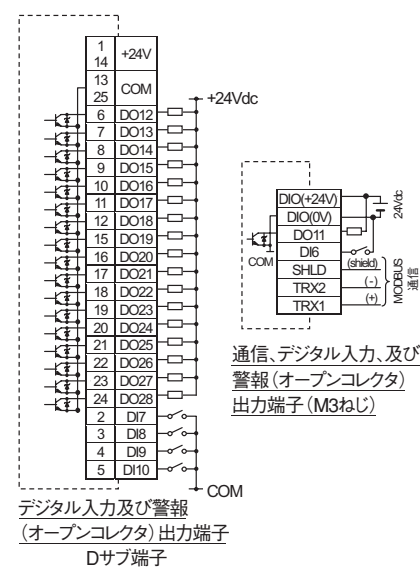 1
14
+24V
13
25
COM
+24Vdc
6 DO12
7 DO13
8 DO14
9 DO15
10 DO16
11 DO17
12 DO18
15 DO19
16 DO20
17 DO21
18 DO22
19 DO23
20 DO24
21 DO25
22 DO26
23 DO27
24 DO28
2 DI7
3 DI8
4 DI9
5 DI10
COM
デジタル入力及び警報
(オープンコレクタ)出力端子
Dサブ端子
DIO(+24V)
DIO(0V)
DO11
DI6
SHLD
TRX2
TRX1
COM
24Vdc
(shield)
(-)
(+)
MODBUS
通信
通信、デジタル入力、及び
警報(オープンコレクタ)
出力端子(M3ねじ)